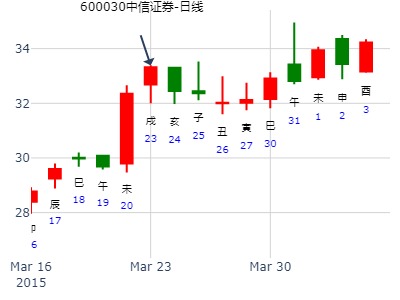 600030中信证券-日线
34
32
30
28
卯
16
辰
17
巳
18
午
19
未
20
戌
23
亥
24
子
25
丑
26
寅
27
巳
30
午
31
未
1
申
2
酉
3
Mar 16
2015
Mar 23
Mar 30